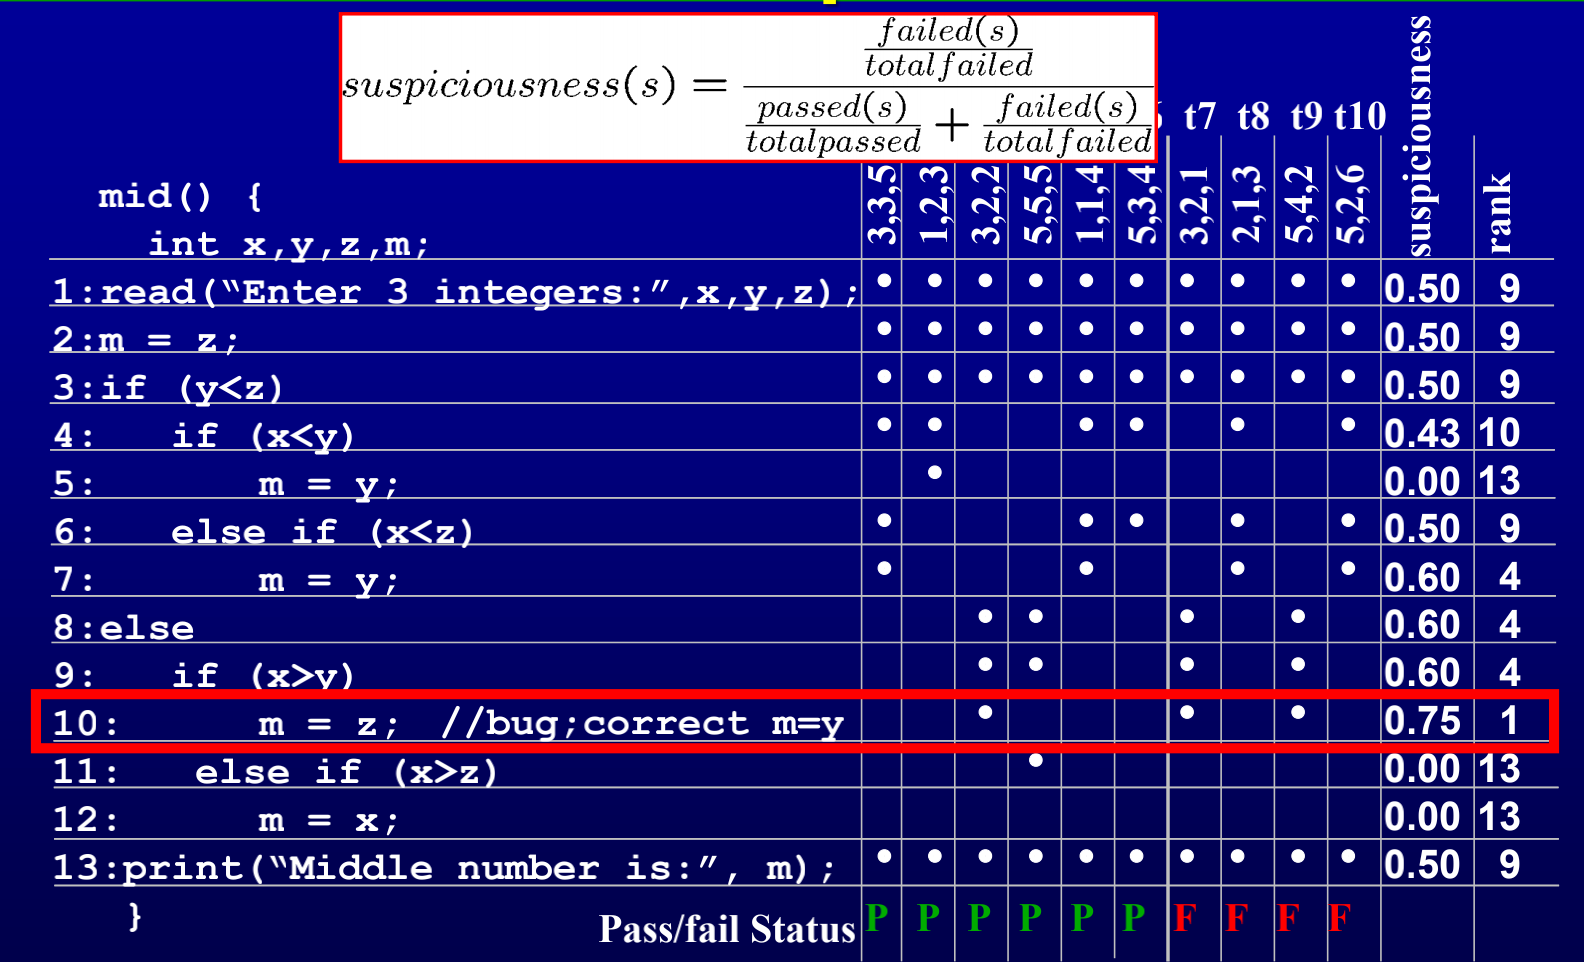 suspiciousness(s) = \frac{\frac{failed(s)}{totalfailed}}{\frac{passed(s)}{totalpassed} + \frac{failed(s)}{totalfailed}}
t7 t8 t9 t10 suspiciousness rank
3,3,5 1,2,3 3,2,2 5,5,5 1,1,4 5,3,4 3,2,1 2,1,3 5,4,2 5,2,6
mid() {
int x,y,z,m;
1:read(“Enter 3 integers:”,x,y,z); • • • • • • • • • • 0.50 9
2:m = z; • • • • • • • • • • 0.50 9
3:if (y<z) • • • • • • • • • • 0.50 9
4: if (x<y) • • • • • • 0.43 10
5: m = y; • 0.00 13
6: else if (x<z) • • • • • 0.50 9
7: m = y; • • • • 0.60 4
8:else • • • • 0.60 4
9: if (x>y) • • • • 0.60 4
10: m = z; //bug;correct m=y • • • 0.75 1
11: else if (x>z) • 0.00 13
12: m = x; 0.00 13
13:print(“Middle number is:”, m); • • • • • • • • • • 0.50 9
}
Pass/fail Status P P P P P P F F F F